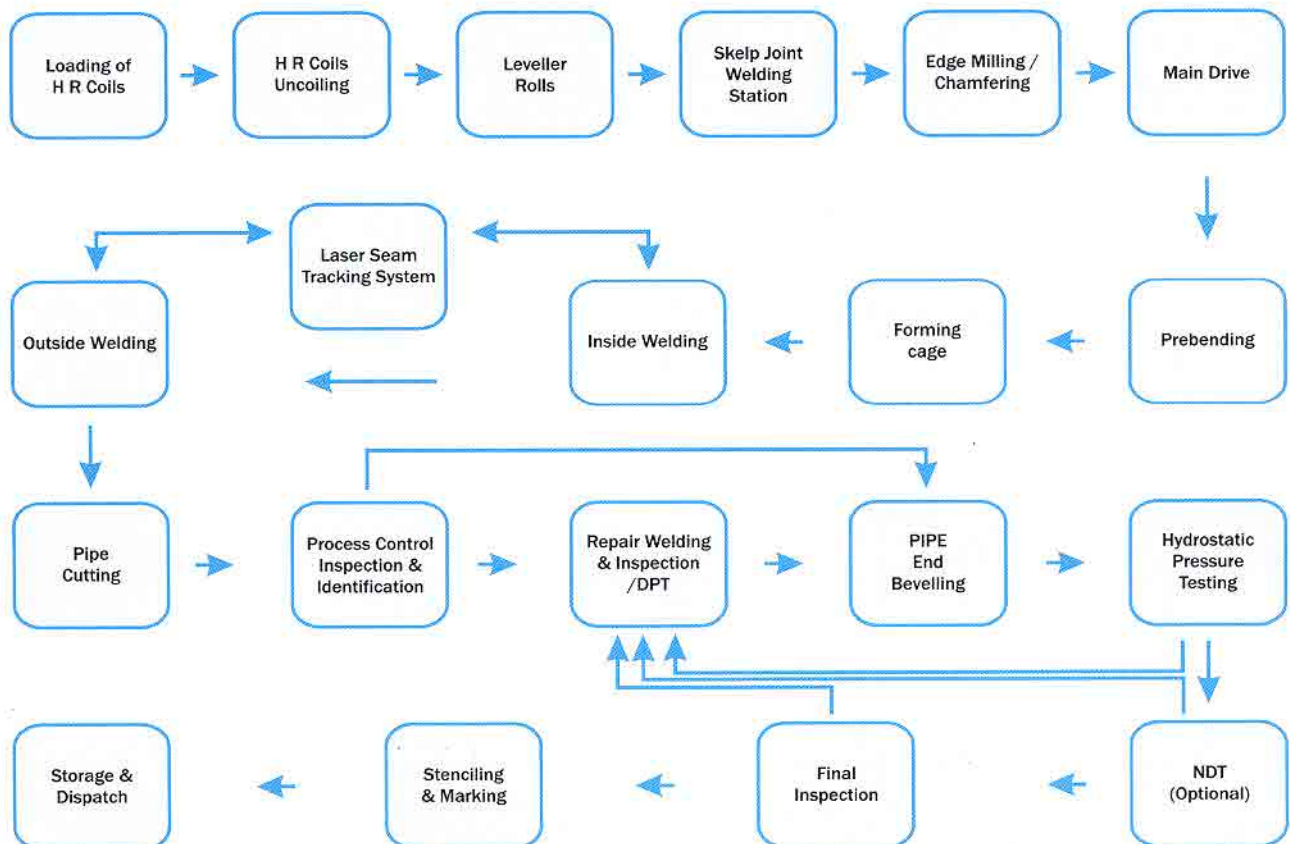 Loading of
H R Coils
H R Coils
Uncoiling
Leveller
Rolls
Skelp Joint
Welding
Station
Edge Milling /
Chamfering
Main Drive
Laser Seam
Tracking System
Outside Welding
Inside Welding
Forming
cage
Prebending
Pipe
Cutting
Process Control
Inspection &
Identification
Repair Welding
& Inspection
/DPT
PIPE
End
Bevelling
Hydrostatic
Pressure
Testing
Storage &
Dispatch
Stenciling
& Marking
Final
Inspection
NDT
(Optional)